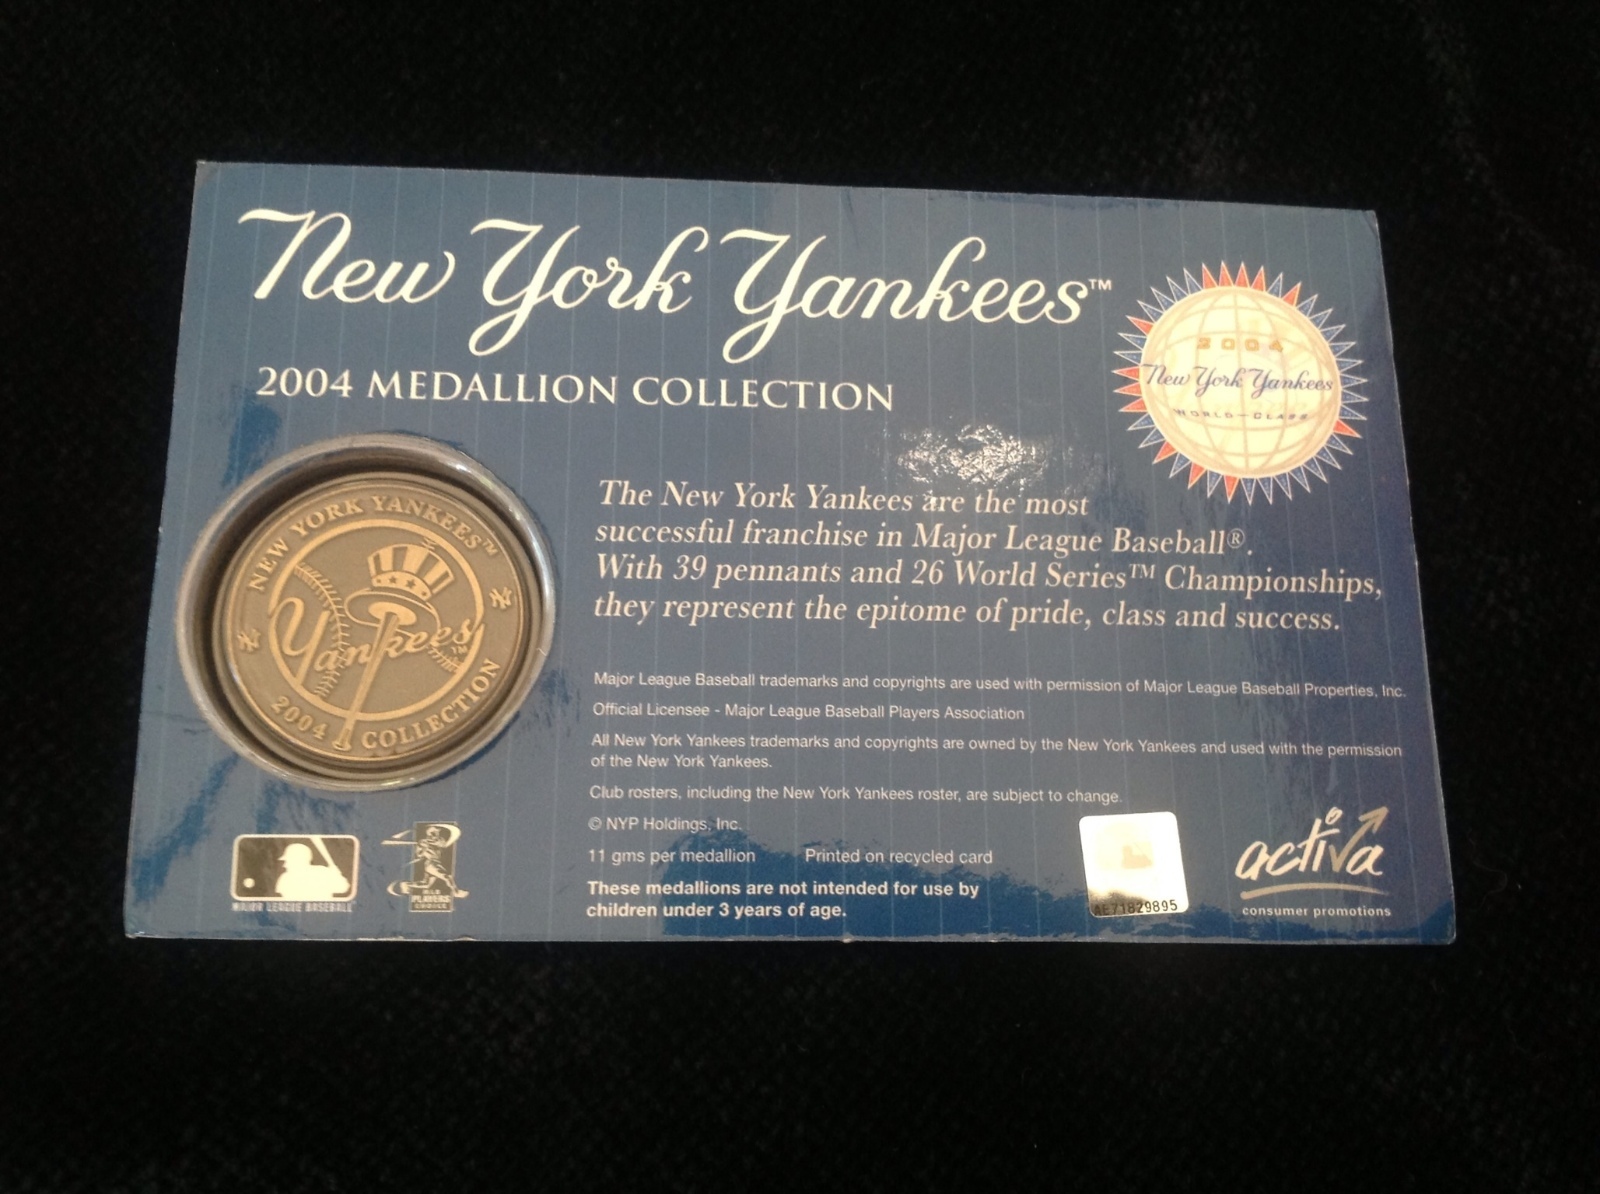 New York Yankees™
2004 MEDALLION COLLECTION
2004
New York Yankees
WORLD-CLASS
The New York Yankees are the most
successful franchise in Major League Baseball®.
With 39 pennants and 26 World Series™ Championships,
they represent the epitome of pride, class and success.
NEW YORK YANKEES™
Yankees™
2004 COLLECTION
Major League Baseball trademarks and copyrights are used with permission of Major League Baseball Properties, Inc.
Official Licensee - Major League Baseball Players Association
All New York Yankees trademarks and copyrights are owned by the New York Yankees and used with the permission
of the New York Yankees.
Club rosters, including the New York Yankees roster, are subject to change.
© NYP Holdings, Inc.
11 gms per medallion Printed on recycled card
These medallions are not intended for use by
children under 3 years of age.
MAJOR LEAGUE BASEBALL
MLB
PLAYERS
CHOICE
AE71829895
activa
consumer promotions